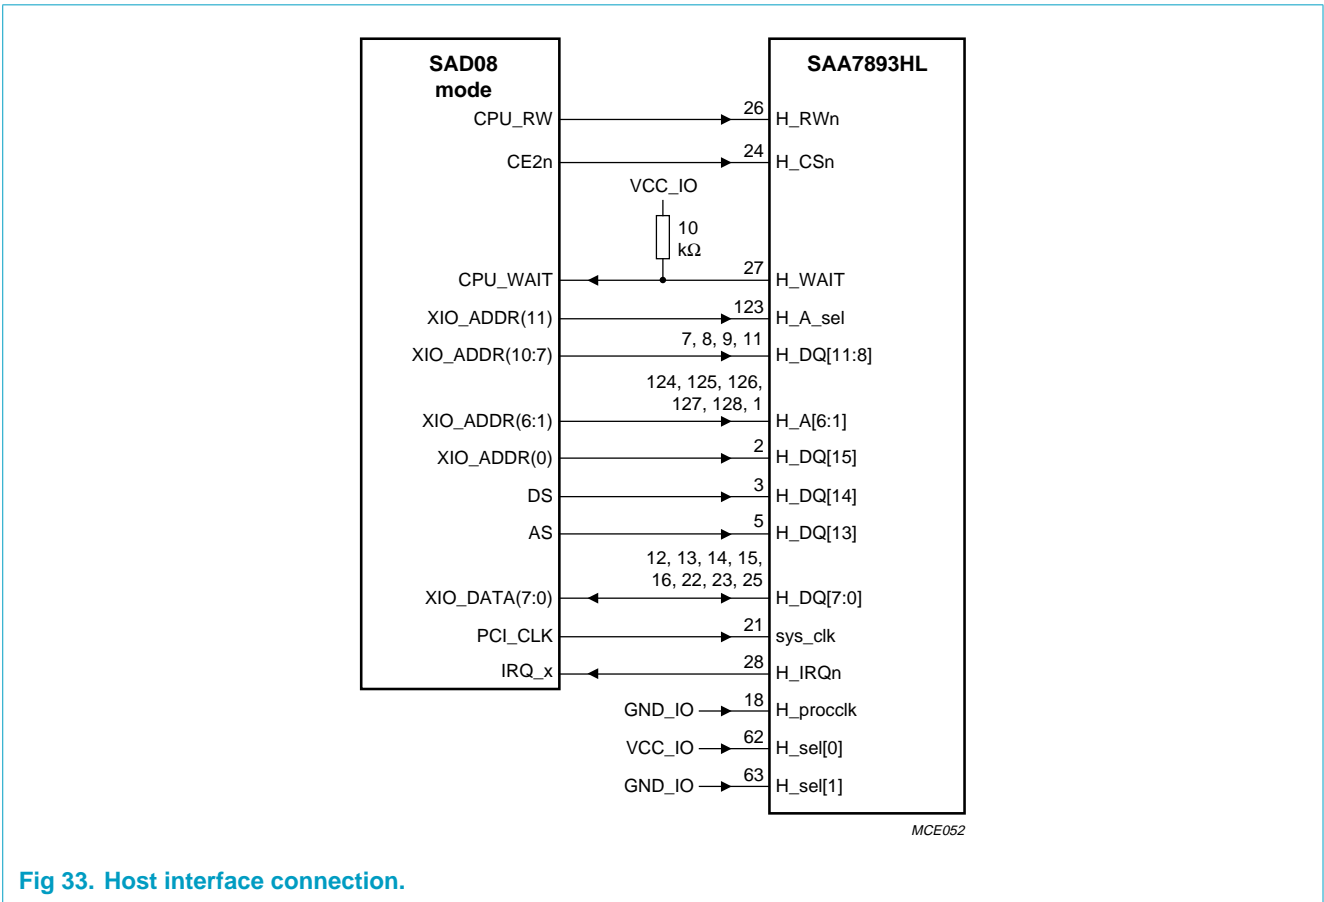 SAD08
mode
SAA7893HL
CPU_RW
26
H_RWn
CE2n
24
H_CSn
VCC_IO
10
kΩ
CPU_WAIT
27
H_WAIT
XIO_ADDR(11)
123
H_A_sel
XIO_ADDR(10:7)
7, 8, 9, 11
H_DQ[11:8]
124, 125, 126,
127, 128, 1
XIO_ADDR(6:1)
H_A[6:1]
XIO_ADDR(0)
2
H_DQ[15]
DS
3
H_DQ[14]
AS
5
H_DQ[13]
12, 13, 14, 15,
16, 22, 23, 25
XIO_DATA(7:0)
H_DQ[7:0]
PCI_CLK
21
sys_clk
IRQ_x
28
H_IRQn
GND_IO
18
H_procclk
VCC_IO
62
H_sel[0]
GND_IO
63
H_sel[1]
MCE052
Fig 33. Host interface connection.